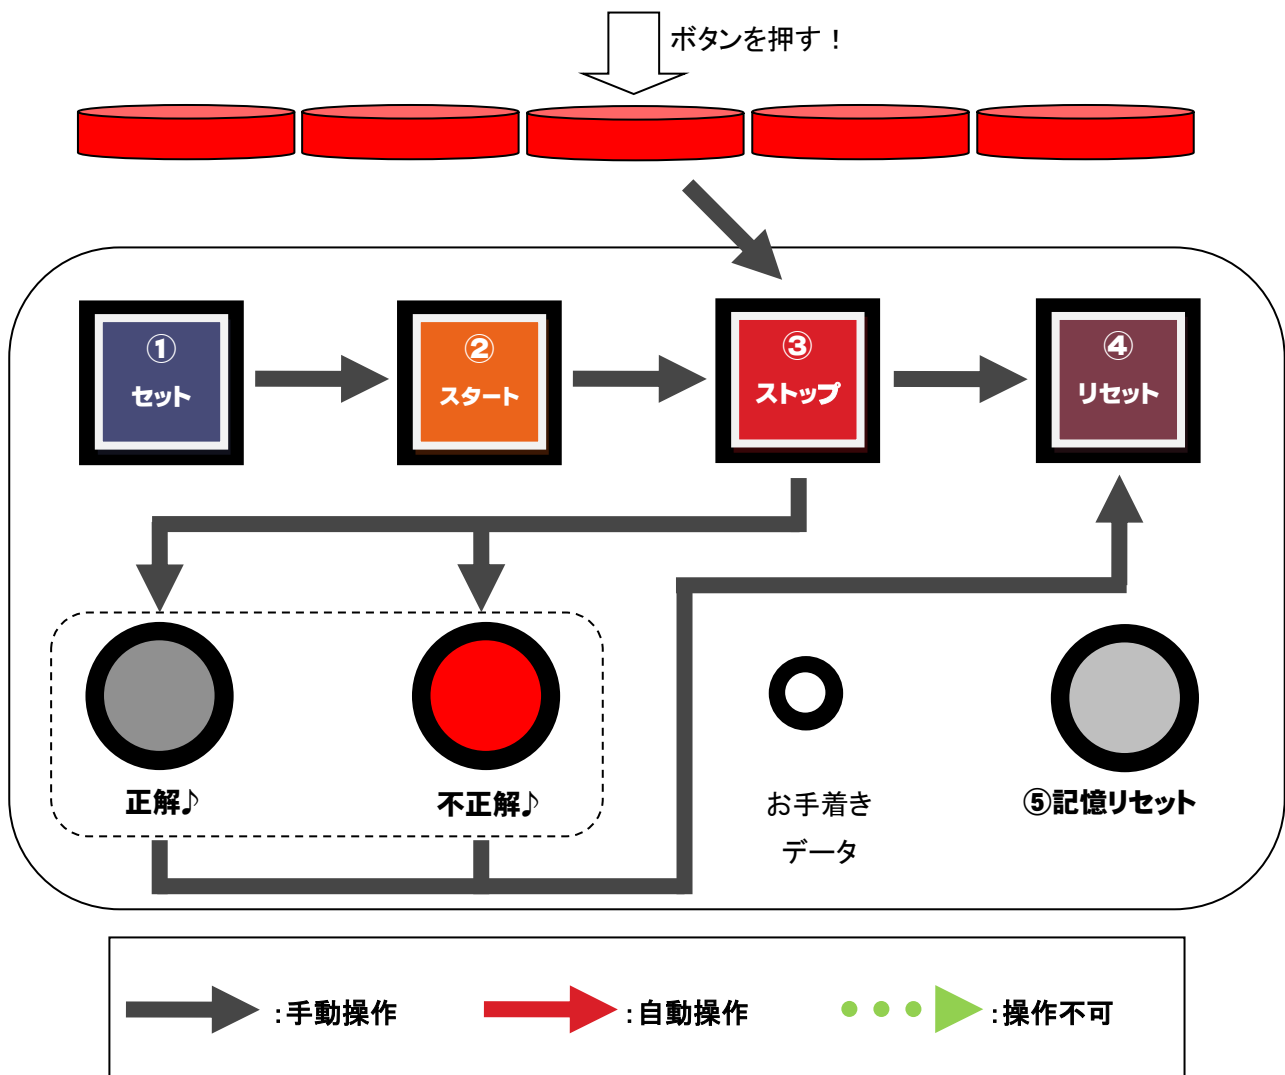 ボタンを押す！
①
セット
②
スタート
③
ストップ
④
リセット
正解♪
不正解♪
お手着き
データ
⑤記憶リセット
：手動操作
：自動操作
：操作不可